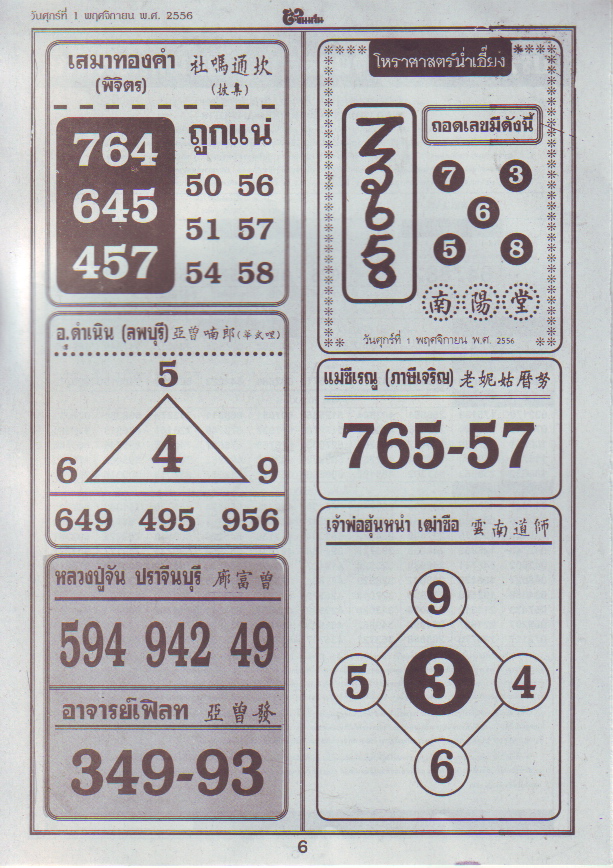 วันศุกร์ที่ 1 พฤศจิกายน พ.ศ. 2556
เสมาทองคำ
(พิจิตร)
764
645
457
ถูกแน่
50 56
51 57
54 58
อ.ดำเนิน (ลพบุรี)
5
6 4 9
649 495 956
หลวงปู่จัน ปราจีนบุรี 廊富曾
594 942 49
อาจารย์เฟิลท 亞曾發
349-93
โหราศาสตร์น่ำเอี๊ยง
73658
ถอดเลขมีดังนี้
7 3
6
5 8
南陽堂
วันศุกร์ที่ 1 พฤศจิกายน พ.ศ. 2556
แม่ชีเรณู (ภาษีเจริญ)
765-57
เจ้าพ่อฮุ้นหนำ เฒ่าซือ 雲南道師
9
5 3 4
6
6